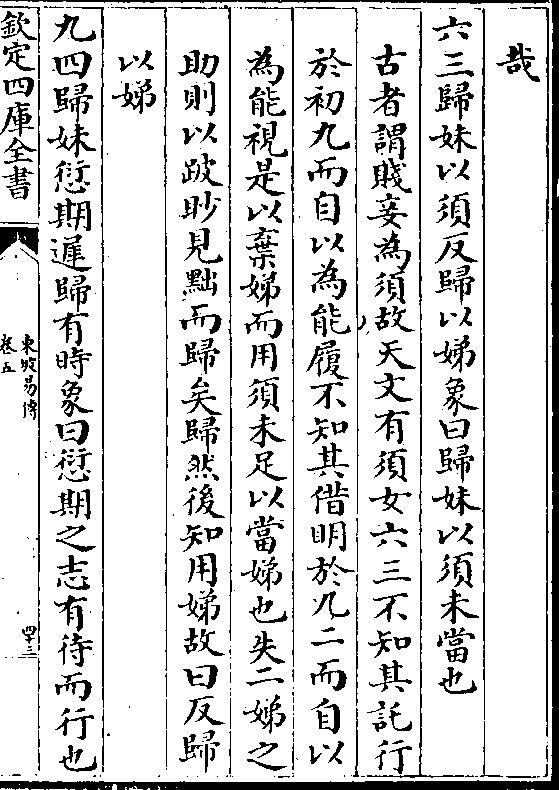 哉
六三歸妹以須反歸以娣象曰歸妹以須未當也
古者謂賤妾為須故天文有須女六三不知其託行
於初九而自以為能履不知其借明於九二而自以
為能視是以棄娣而用須未足以當娣也失二娣之
助則以跛眇見黜而歸矣歸然後知用娣故曰反歸
以娣
九四歸妹愆期遲歸有時象曰愆期之志有待而行也
欽定四庫全書
東坡易傳
卷五
四十三